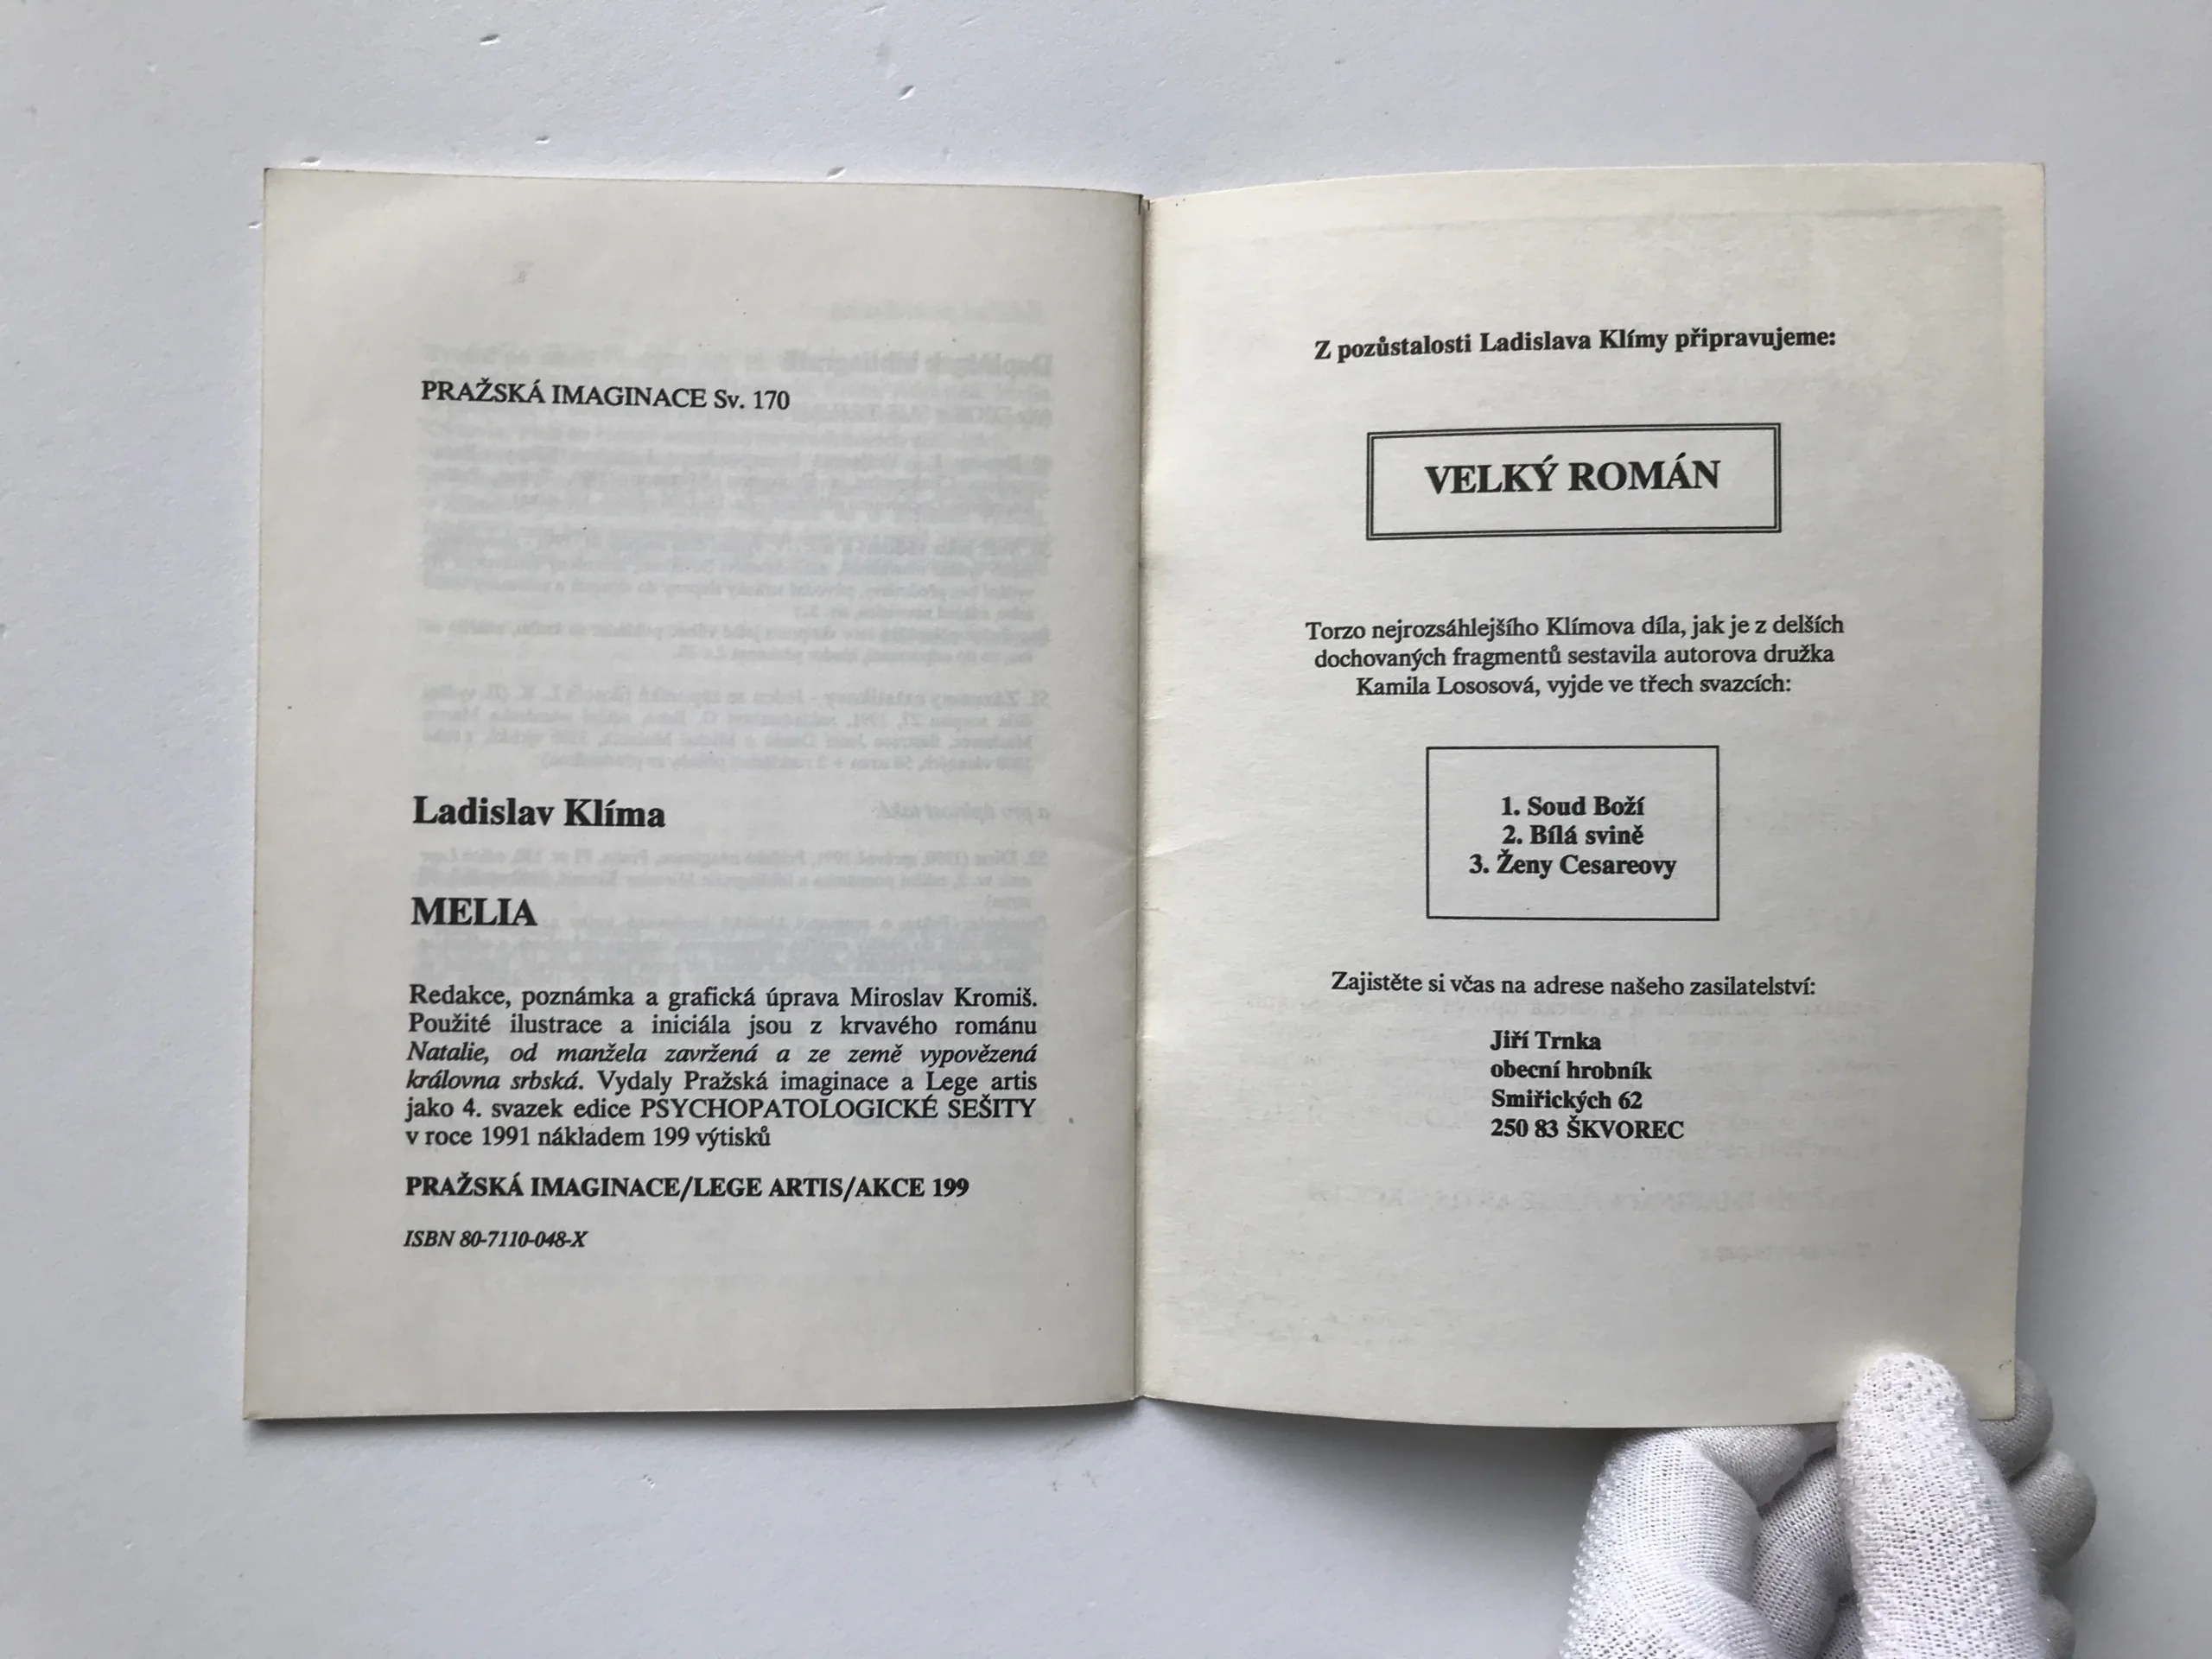 PRAŽSKÁ IMAGINACE Sv. 170
Ladislav Klíma
MELIA
Redakce, poznámka a grafická úprava Miroslav Kromiš.
Použité ilustrace a iniciála jsou z krvavého románu
Natalie, od manžela zavržená a ze země vypovězená
královna srbská. Vydaly Pražská imaginace a Lege artis
jako 4. svazek edice PSYCHOPATOLOGICKÉ SEŠITY
v roce 1991 nákladem 199 výtisků
PRAŽSKÁ IMAGINACE/LEGE ARTIS/AKCE 199
ISBN 80-7110-048-X
Z pozůstalosti Ladislava Klímy připravujeme:
VELKÝ ROMÁN
Torzo nejrozsáhlejšího Klímova díla, jak je z delších
dochovaných fragmentů sestavila autorova družka
Kamila Lososová, vyjde ve třech svazcích:
1. Soud Boží
2. Bílá svině
3. Ženy Cesareovy
Zajistěte si včas na adrese našeho zasilatelství:
Jiří Trnka
obecní hrobník
Smiřických 62
250 83 ŠKVOREC